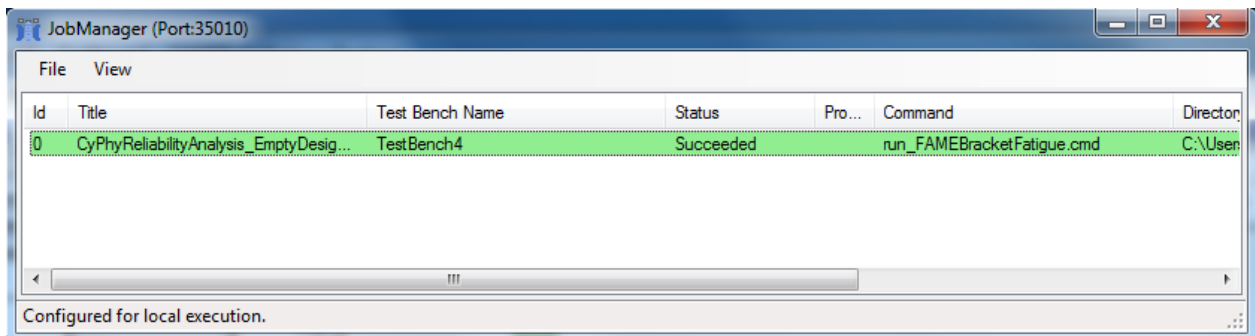 JobManager (Port:35010)
File View
Id Title Test Bench Name Status Pro... Command Director
0 CyPhyReliabilityAnalysis_EmptyDesig... TestBench4 Succeeded run_FAMEBracketFatigue.cmd C:\User
Configured for local execution.